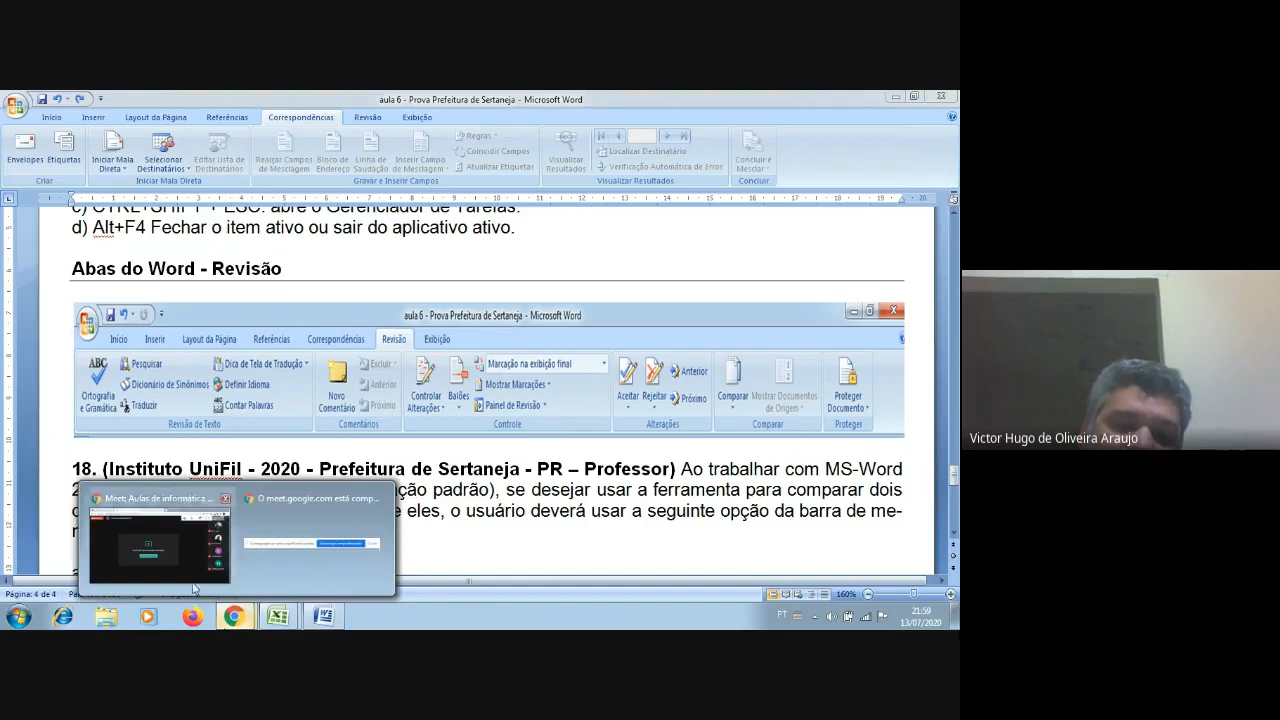 aula 6 - Prova Prefeitura de Sertaneja - Microsoft Word
Início Inserir Layout da Página Referências Correspondências Revisão Exibição
Envelopes Etiquetas
Iniciar Mala Direta
Selecionar Destinatários
Editar Lista de Destinatários
Realçar Campos de Mesclagem
Bloco de Endereço
Linha de Saudação
Inserir Campo de Mesclagem
Regras
Coincidir Campos
Atualizar Etiquetas
Visualizar Resultados
Localizar Destinatário
Verificação Automática de Erros
Concluir e Mesclar
Criar Iniciar Mala Direta Gravar e Inserir Campos Visualizar Resultados Concluir
c) CTRL+SHIFT + ESC: abre o Gerenciador de Tarefas.
d) Alt+F4 Fechar o item ativo ou sair do aplicativo ativo.
Abas do Word - Revisão
aula 6 - Prova Prefeitura de Sertaneja - Microsoft Word
Início Inserir Layout da Página Referências Correspondências Revisão Exibição
ABC
Ortografia e Gramática
Pesquisar
Dicionário de Sinônimos
Traduzir
Dica de Tela de Tradução
Definir Idioma
Contar Palavras
Novo Comentário
Excluir
Anterior
Próximo
Controlar Alterações
Balões
Marcação na exibição final
Mostrar Marcações
Painel de Revisão
Aceitar Rejeitar
Anterior
Próximo
Comparar
Mostrar Documentos de Origem
Proteger Documento
Revisão de Texto Comentários Controle Alterações Comparar Proteger
18. (Instituto UniFil - 2020 - Prefeitura de Sertaneja - PR – Professor) Ao trabalhar com MS-Word
2 ção padrão), se desejar usar a ferramenta para comparar dois
e eles, o usuário deverá usar a seguinte opção da barra de me-
Meet: Aulas de informática ...
O meet.google.com está comp...
Página: 4 de 4
160%
PT
21:59
13/07/2020
Victor Hugo de Oliveira Araujo